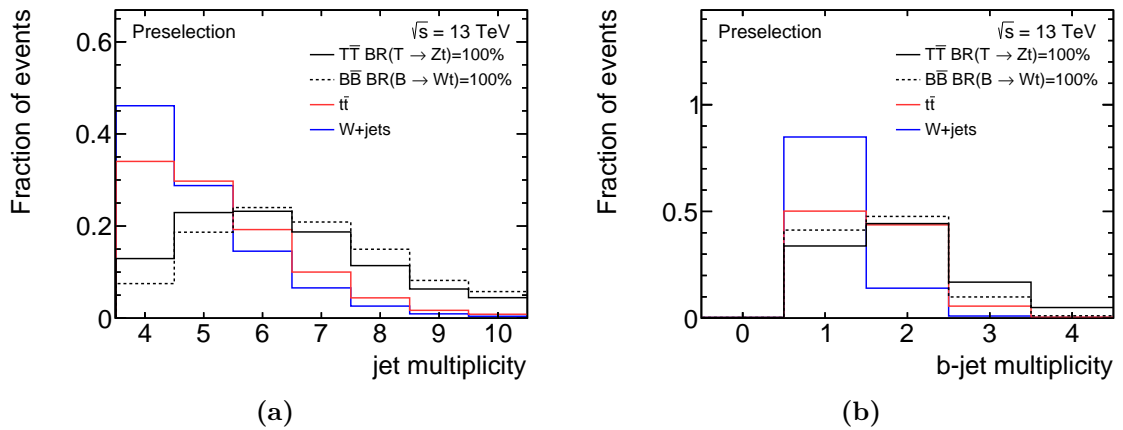 Preselection
√s = 13 TeV
TT̅ BR(T → Zt)=100%
BB̅ BR(B → Wt)=100%
tt̄
W+jets
Fraction of events
0.6
0.4
0.2
0
4 5 6 7 8 9 10
jet multiplicity
(a)
Preselection
√s = 13 TeV
TT̅ BR(T → Zt)=100%
BB̅ BR(B → Wt)=100%
tt̄
W+jets
Fraction of events
1
0.5
0
0 1 2 3 4
b-jet multiplicity
(b)